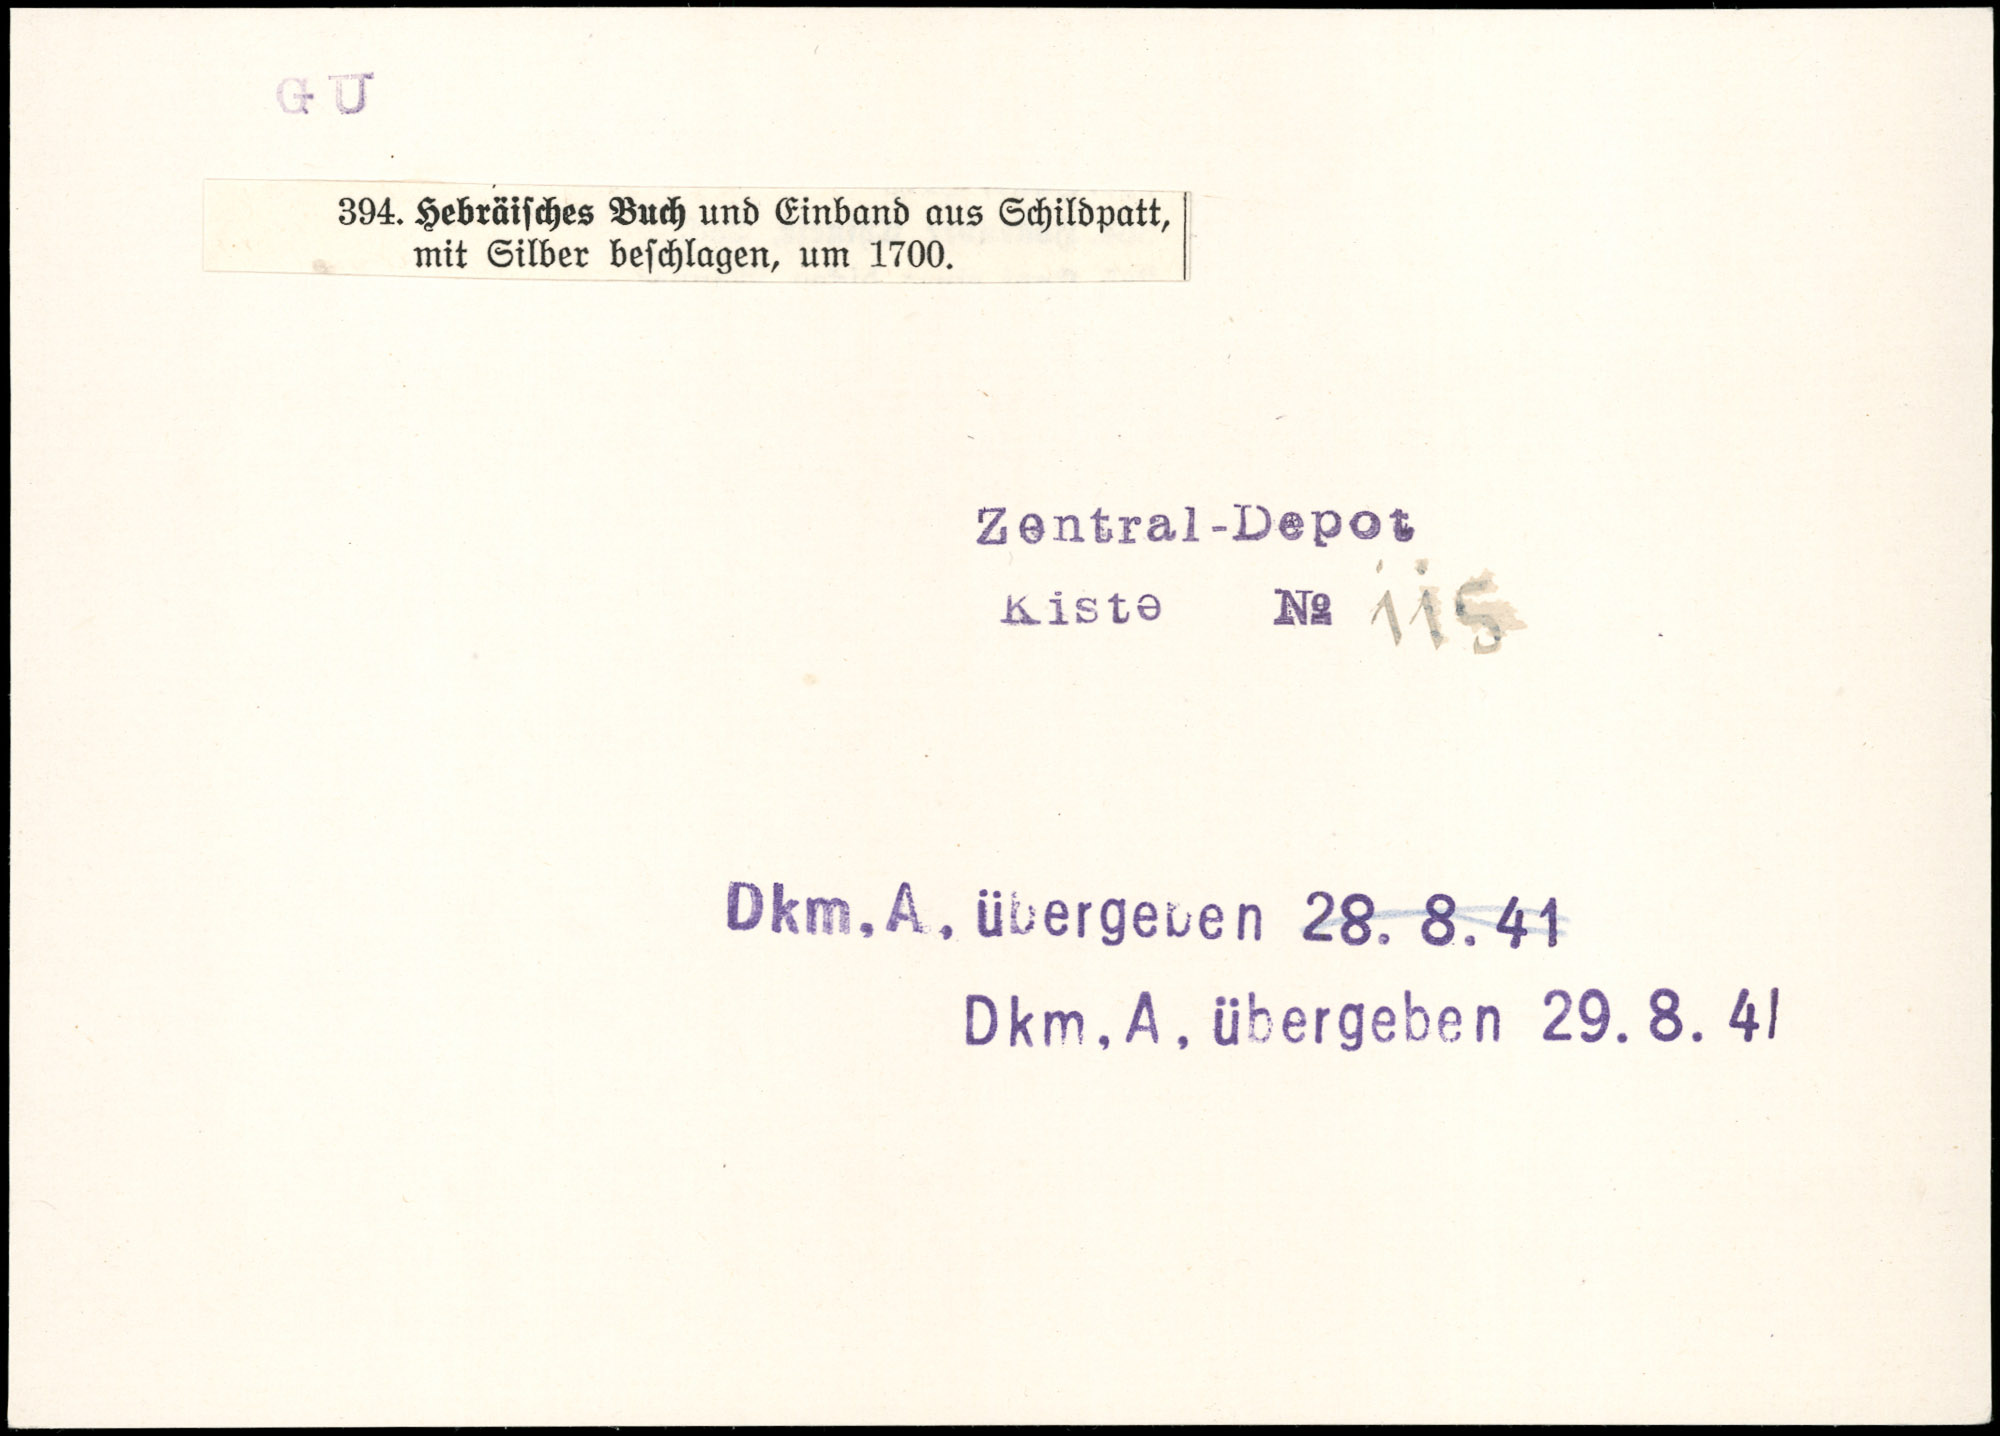 GU
394. Hebräisches Buch und Einband aus Schildpatt,
mit Silber beschlagen, um 1700.
Zentral-Depot
Kiste № 115
Dkm.A. übergeben 28. 8. 41
Dkm.A. übergeben 29. 8. 41